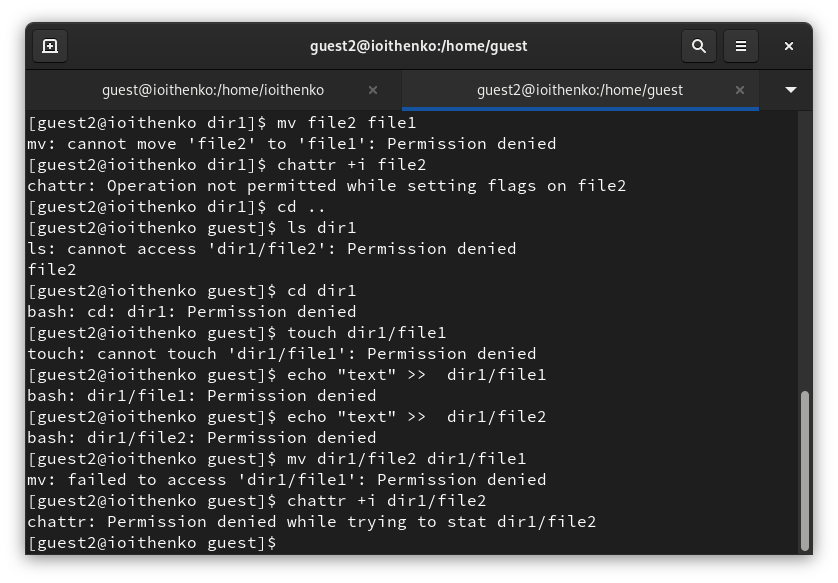 guest2@ioithenko:/home/guest
guest@ioithenko:/home/ioithenko
guest2@ioithenko:/home/guest
[guest2@ioithenko dir1]$ mv file2 file1
mv: cannot move 'file2' to 'file1': Permission denied
[guest2@ioithenko dir1]$ chattr +i file2
chattr: Operation not permitted while setting flags on file2
[guest2@ioithenko dir1]$ cd ..
[guest2@ioithenko guest]$ ls dir1
ls: cannot access 'dir1/file2': Permission denied
file2
[guest2@ioithenko guest]$ cd dir1
bash: cd: dir1: Permission denied
[guest2@ioithenko guest]$ touch dir1/file1
touch: cannot touch 'dir1/file1': Permission denied
[guest2@ioithenko guest]$ echo "text" >>  dir1/file1
bash: dir1/file1: Permission denied
[guest2@ioithenko guest]$ echo "text" >>  dir1/file2
bash: dir1/file2: Permission denied
[guest2@ioithenko guest]$ mv dir1/file2 dir1/file1
mv: failed to access 'dir1/file1': Permission denied
[guest2@ioithenko guest]$ chattr +i dir1/file2
chattr: Permission denied while trying to stat dir1/file2
[guest2@ioithenko guest]$